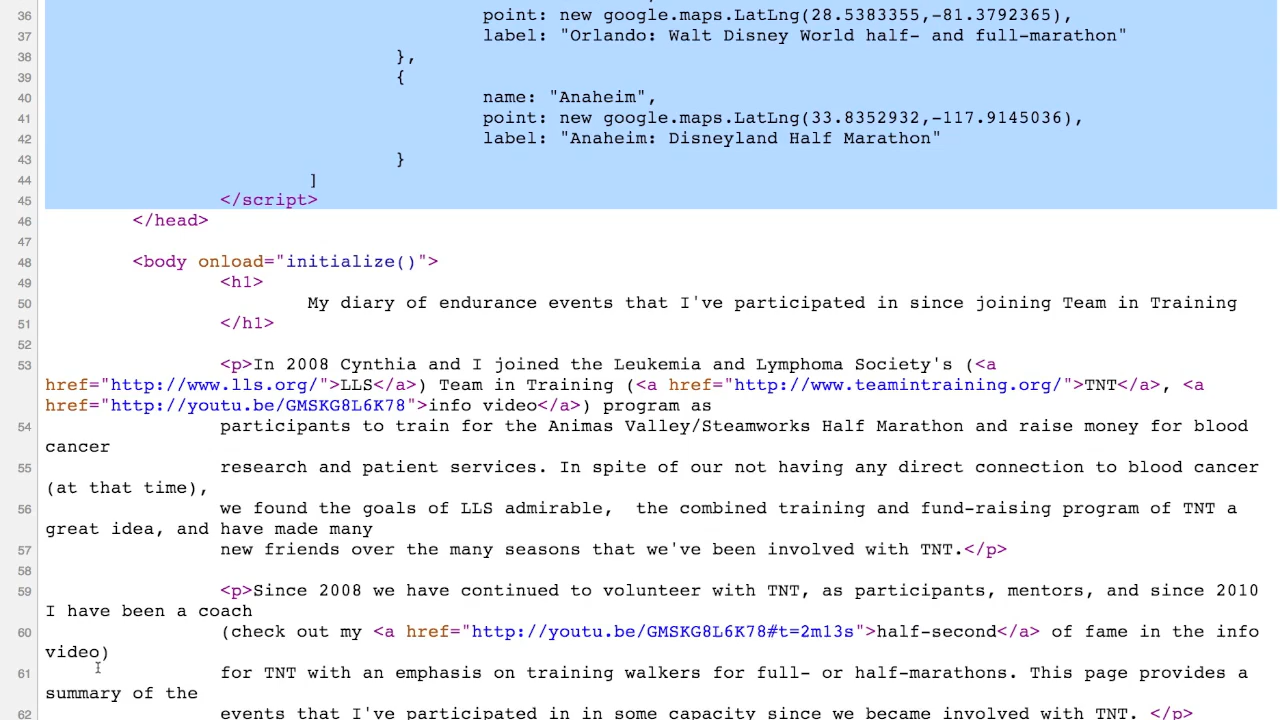 36 point: new google.maps.LatLng(28.5383355,-81.3792365),
37 label: "Orlando: Walt Disney World half- and full-marathon"
38 },
39 {
40 name: "Anaheim",
41 point: new google.maps.LatLng(33.8352932,-117.9145036),
42 label: "Anaheim: Disneyland Half Marathon"
43 }
44 ]
45 </script>
46 </head>
47
48 <body onload="initialize()">
49 <h1>
50 My diary of endurance events that I've participated in since joining Team in Training
51 </h1>
52
53 <p>In 2008 Cynthia and I joined the Leukemia and Lymphoma Society's (<a
href="http://www.lls.org/">LLS</a>) Team in Training (<a href="http://www.teamintraining.org/">TNT</a>, <a
href="http://youtu.be/GMSKG8L6K78">info video</a>) program as
54 participants to train for the Animas Valley/Steamworks Half Marathon and raise money for blood
cancer
55 research and patient services. In spite of our not having any direct connection to blood cancer
(at that time),
56 we found the goals of LLS admirable,  the combined training and fund-raising program of TNT a
great idea, and have made many
57 new friends over the many seasons that we've been involved with TNT.</p>
58
59 <p>Since 2008 we have continued to volunteer with TNT, as participants, mentors, and since 2010
I have been a coach
60 (check out my <a href="http://youtu.be/GMSKG8L6K78#t=2m13s">half-second</a> of fame in the info
video)
61 for TNT with an emphasis on training walkers for full- or half-marathons. This page provides a
summary of the
62 events that I've participated in in some capacity since we became involved with TNT. </p>